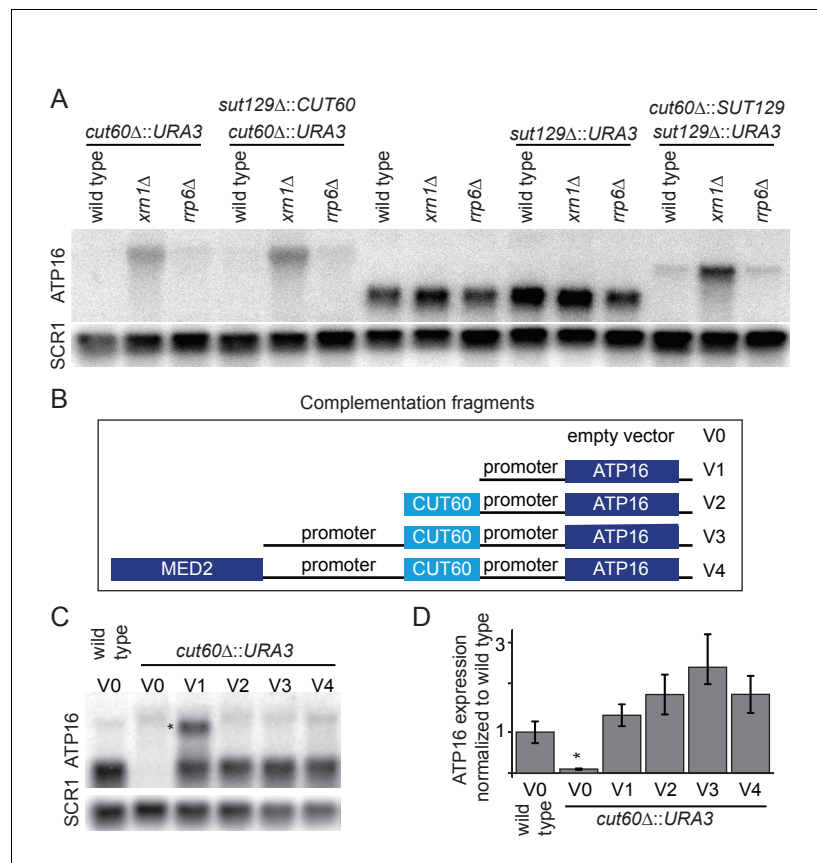 A
sut129Δ::CUT60
cut60Δ::SUT129
cut60Δ::URA3
cut60Δ::URA3
sut129Δ::URA3
sut129Δ::URA3
wild type
xrn1Δ
rrp6Δ
wild type
xrn1Δ
rrp6Δ
wild type
xrn1Δ
rrp6Δ
wild type
xrn1Δ
rrp6Δ
wild type
xrn1Δ
rrp6Δ
ATP16
SCR1
B
Complementation fragments
empty vector V0
promoter ATP16 V1
CUT60 promoter ATP16 V2
promoter CUT60 promoter ATP16 V3
MED2 promoter CUT60 promoter ATP16 V4
C
wild type
cut60Δ::URA3
V0 V0 V1 V2 V3 V4
ATP16
*
SCR1
D
ATP16 expression
normalized to wild type
3
1
*
V0 V0 V1 V2 V3 V4
wild type
cut60Δ::URA3